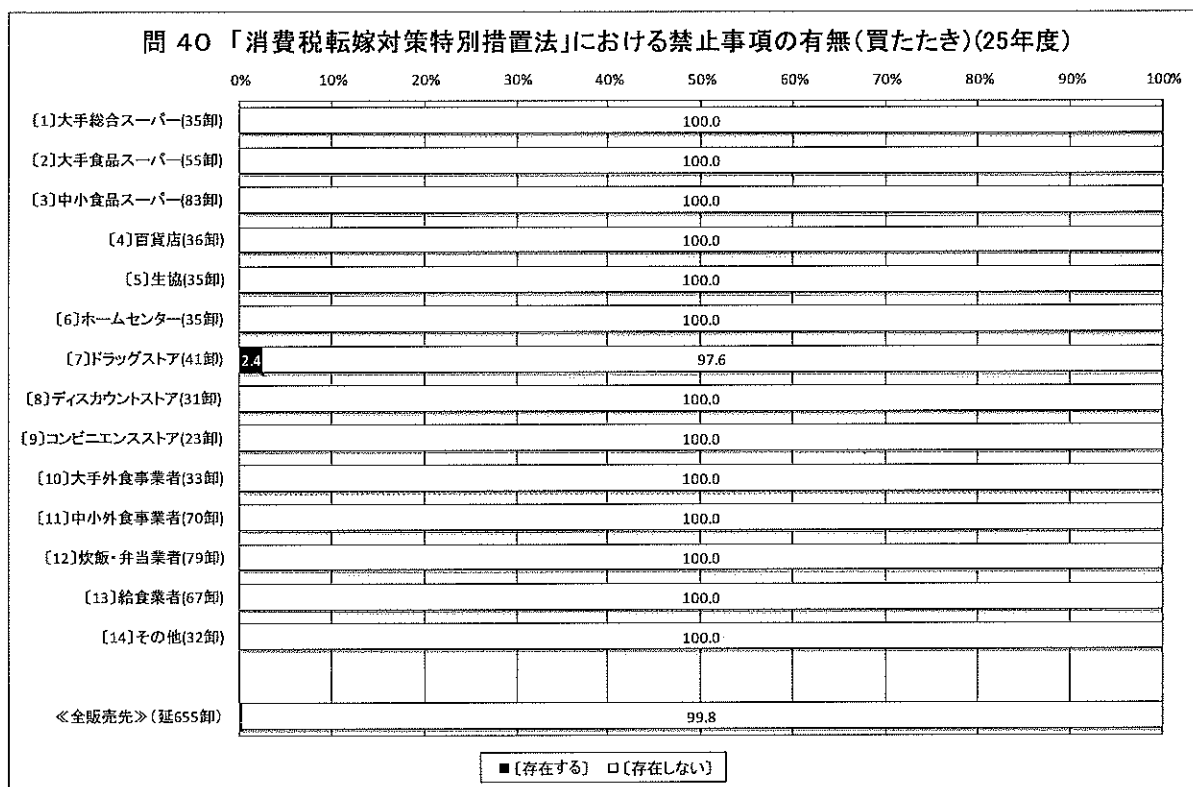 問 40 「消費税転嫁対策特別措置法」における禁止事項の有無(買たたき)(25年度)
0% 10% 20% 30% 40% 50% 60% 70% 80% 90% 100%
〔1〕大手総合スーパー(35卸) 100.0
〔2〕大手食品スーパー(55卸) 100.0
〔3〕中小食品スーパー(83卸) 100.0
〔4〕百貨店(36卸) 100.0
〔5〕生協(35卸) 100.0
〔6〕ホームセンター(35卸) 100.0
〔7〕ドラッグストア(41卸) 2.4 97.6
〔8〕ディスカウントストア(31卸) 100.0
〔9〕コンビニエンスストア(23卸) 100.0
〔10〕大手外食事業者(33卸) 100.0
〔11〕中小外食事業者(70卸) 100.0
〔12〕炊飯・弁当業者(79卸) 100.0
〔13〕給食業者(67卸) 100.0
〔14〕その他(32卸) 100.0
≪全販売先≫(延655卸) 99.8
■〔存在する〕 □〔存在しない〕